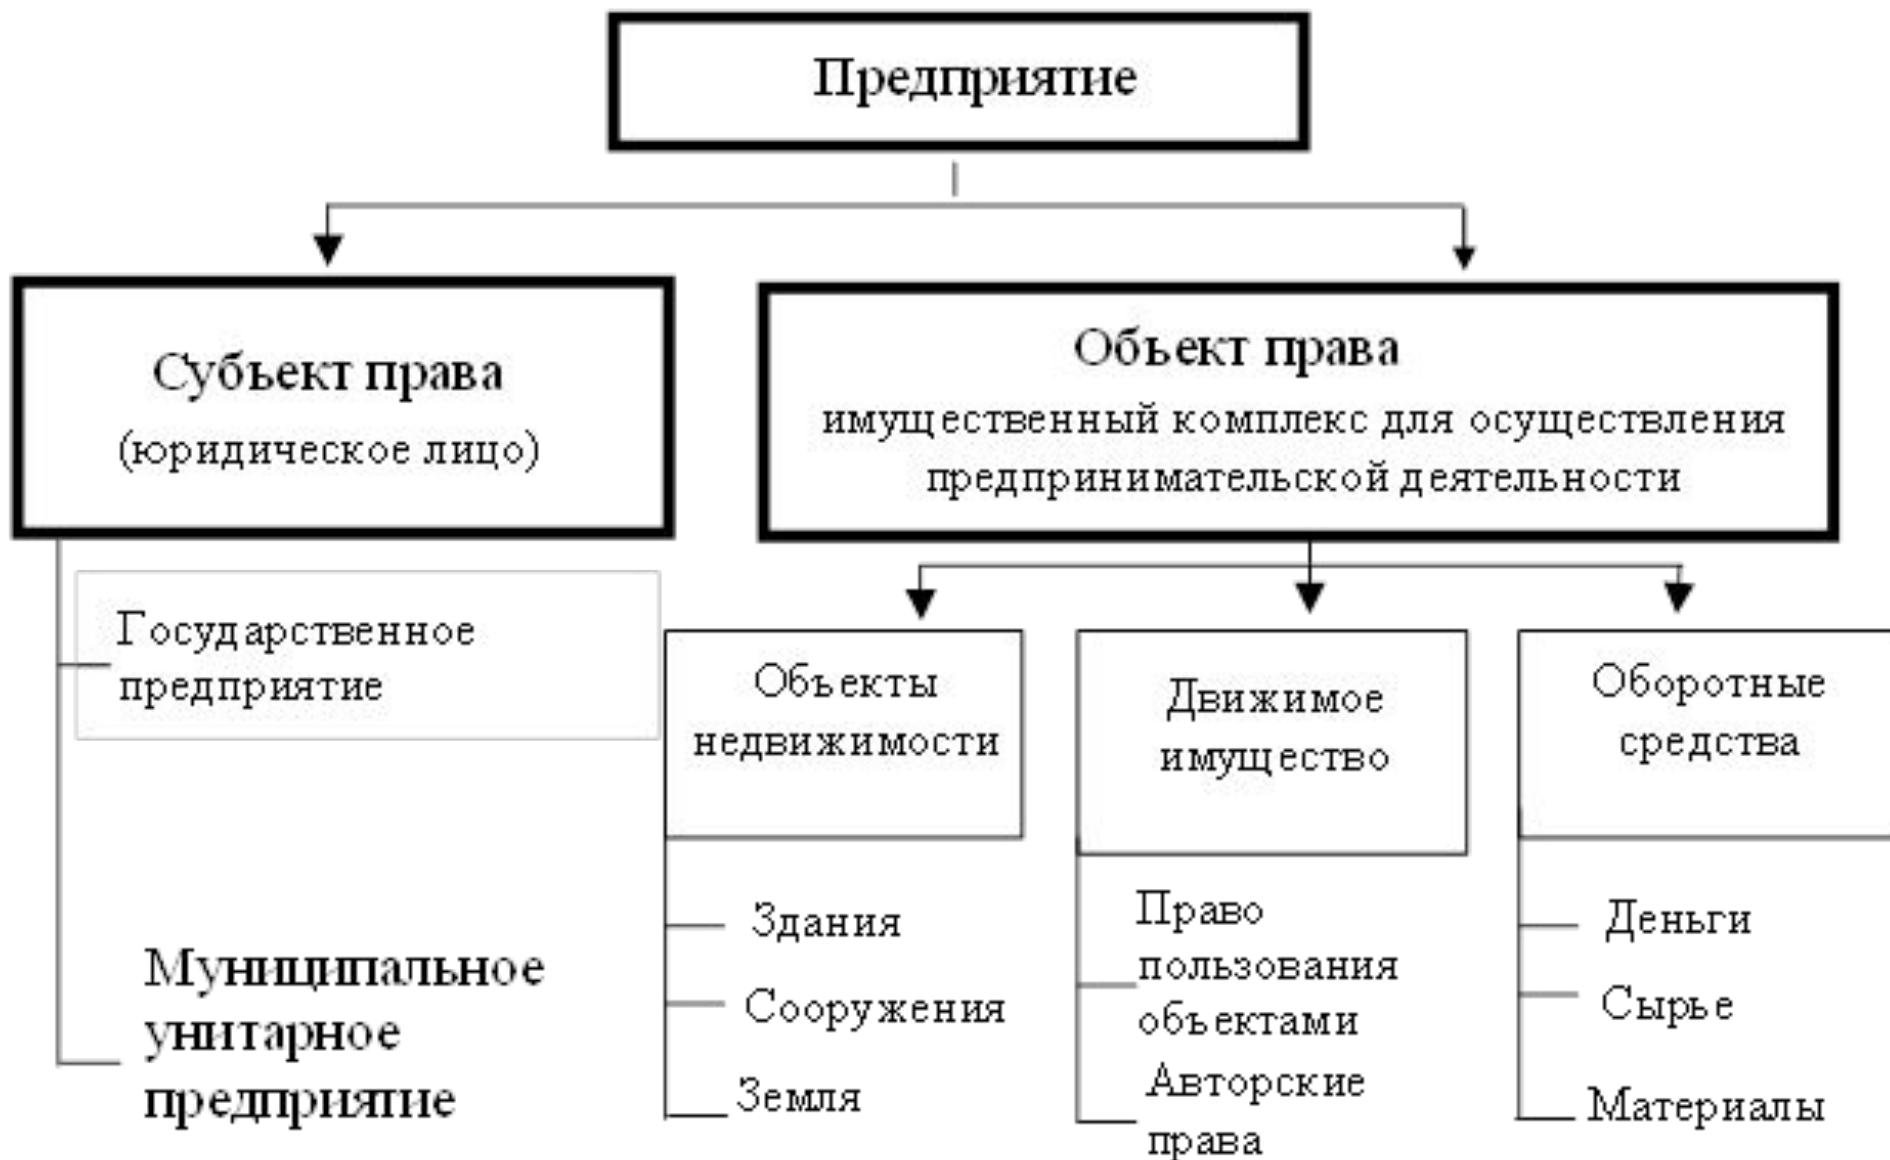 Предприятие
Субъект права
(юридическое лицо)
Объект права
имущественный комплекс для осуществления
предпринимательской деятельности
Государственное
предприятие
Муниципальное
унитарное
предприятие
Объекты
недвижимости
Здания
Сооружения
Земля
Движимое
имущество
Право
пользования
объектами
Авторские
права
Оборотные
средства
Деньги
Сырье
Материалы